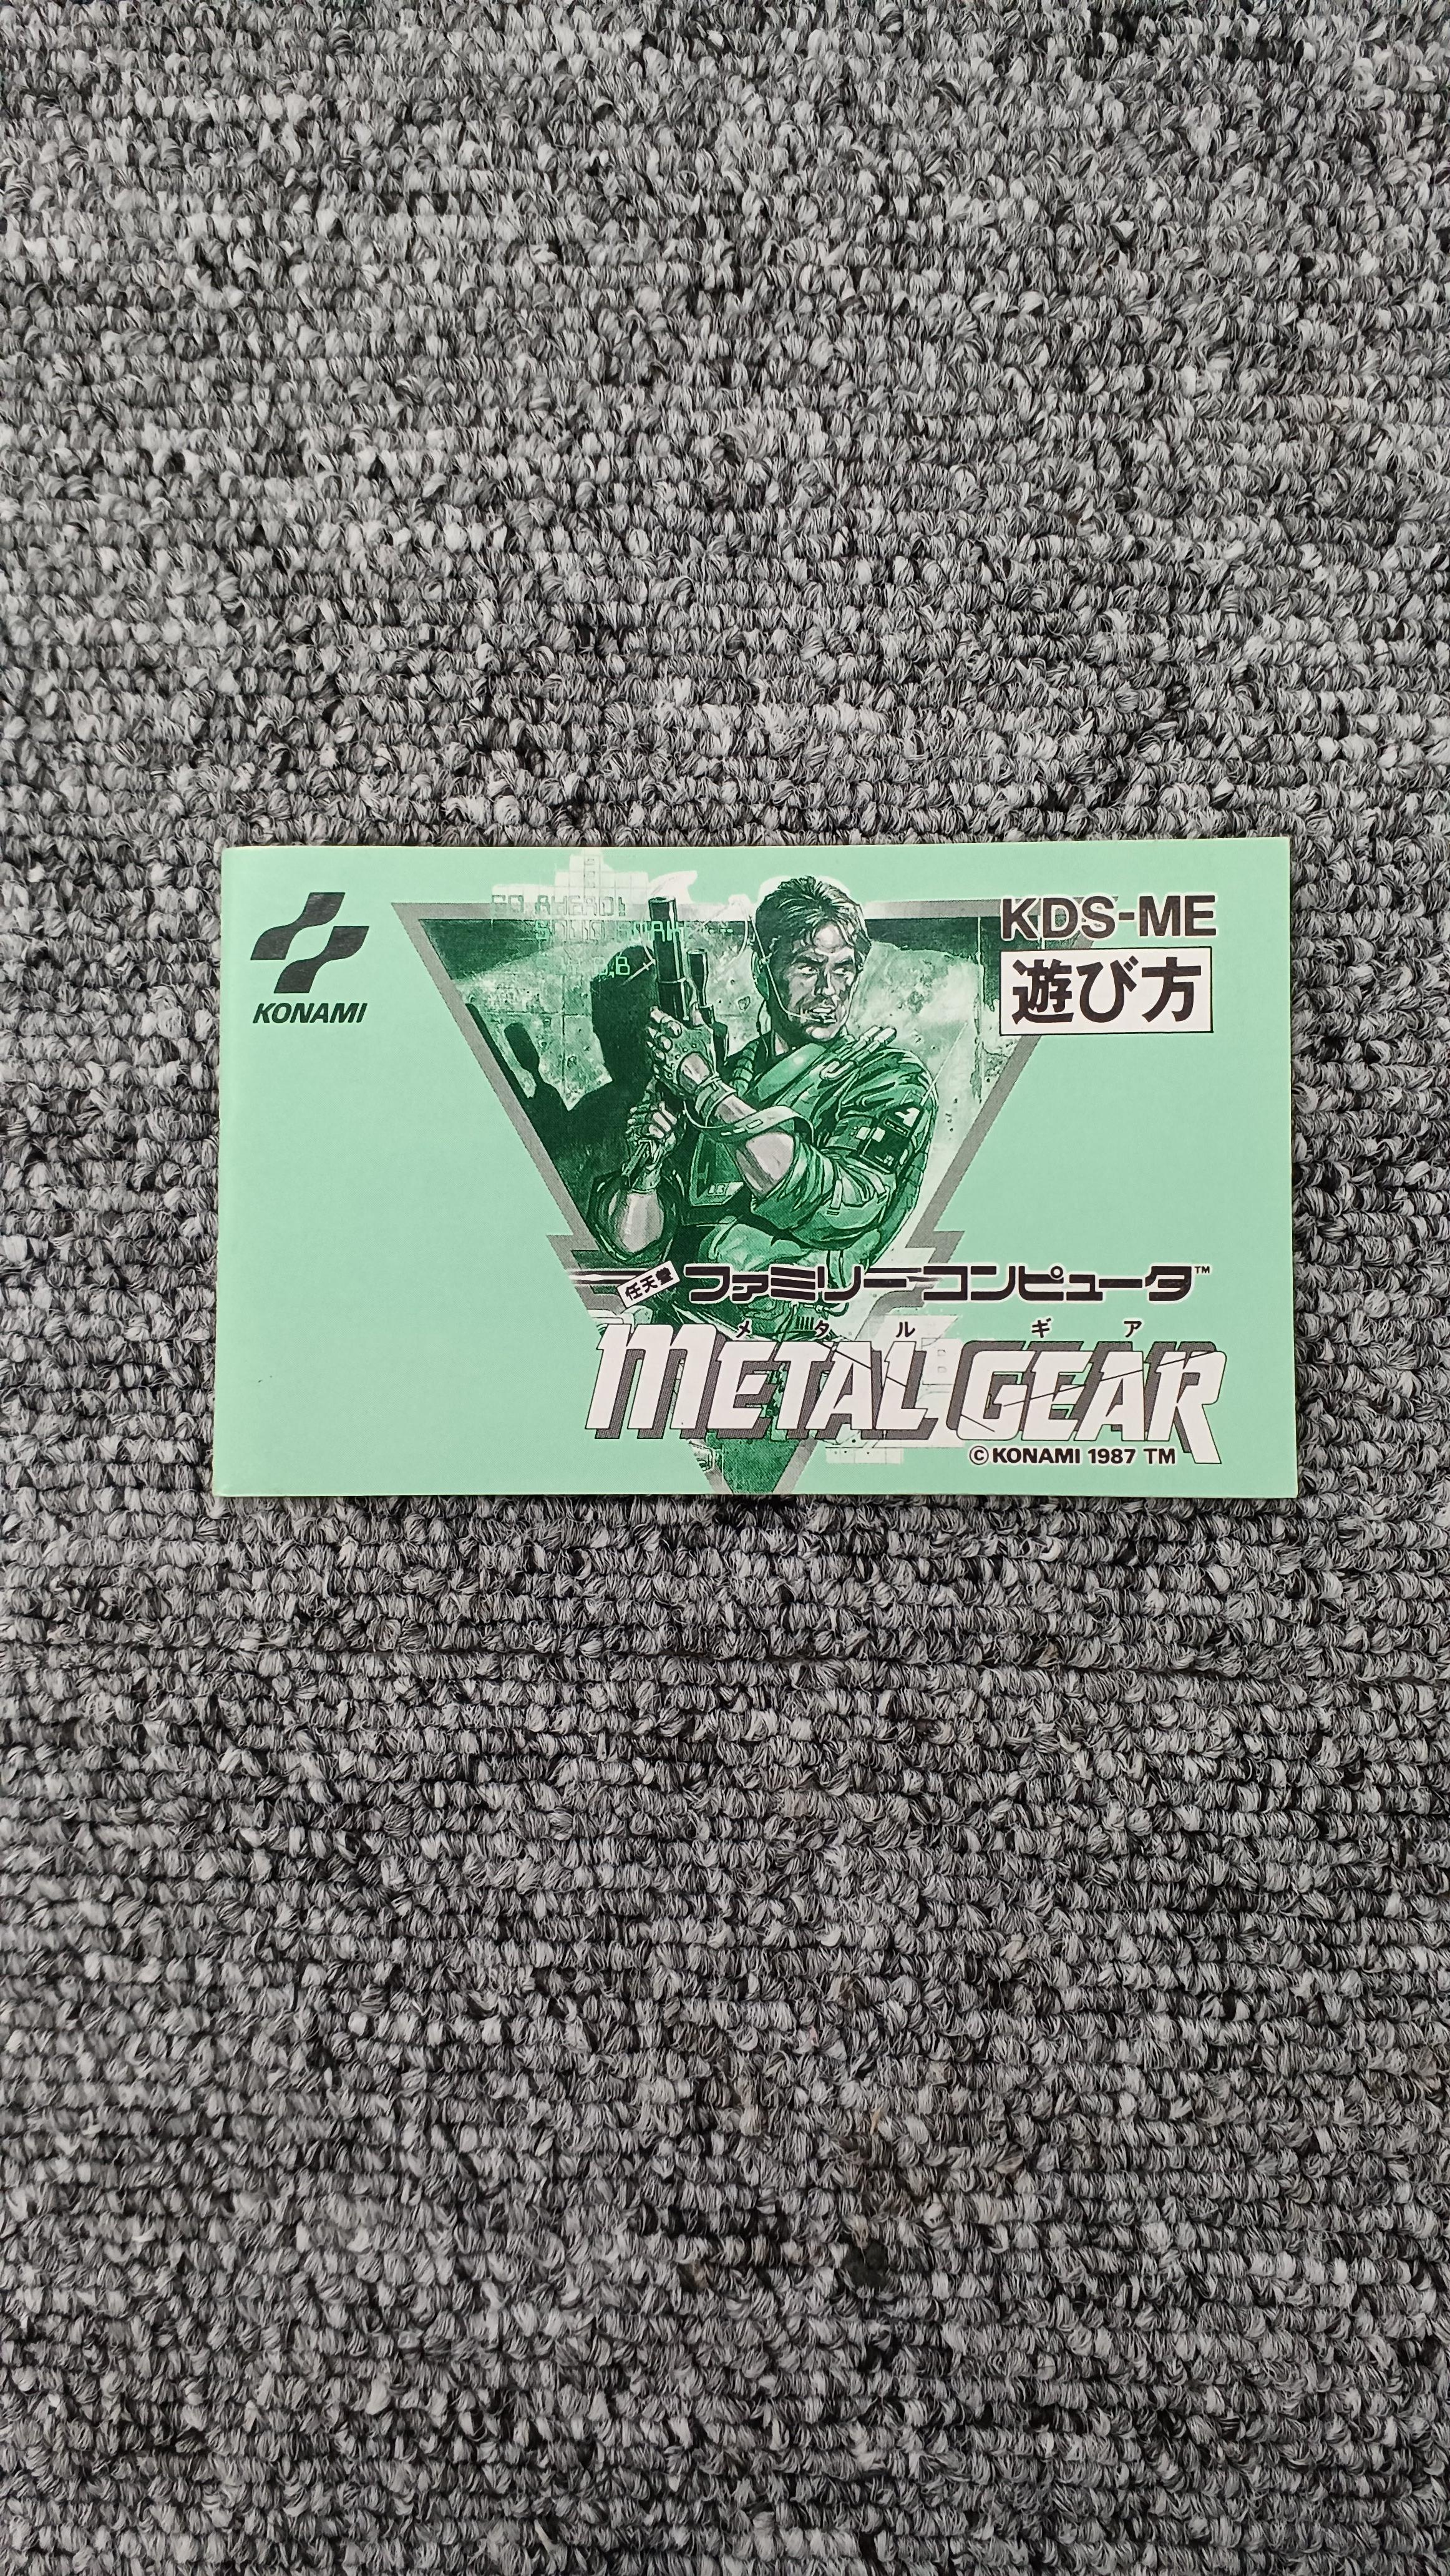 KONAMI
KDS-ME
遊び方
任天堂 ファミリーコンピュータ™
メタルギア
METAL GEAR
©KONAMI 1987 TM